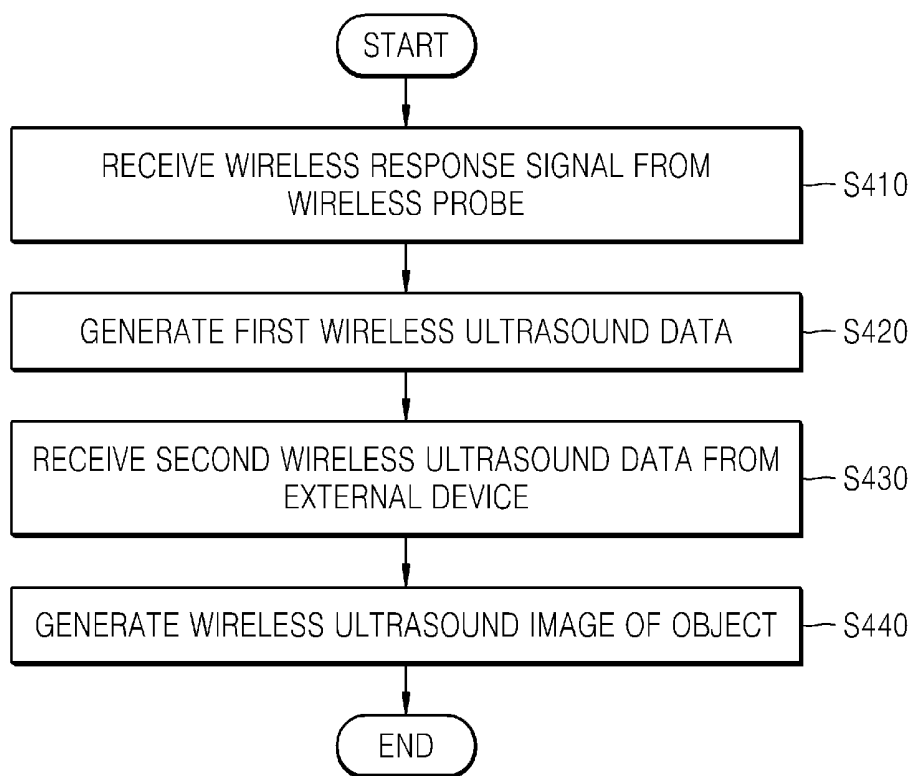 START
RECEIVE WIRELESS RESPONSE SIGNAL FROM
WIRELESS PROBE
S410
GENERATE FIRST WIRELESS ULTRASOUND DATA
S420
RECEIVE SECOND WIRELESS ULTRASOUND DATA FROM
EXTERNAL DEVICE
S430
GENERATE WIRELESS ULTRASOUND IMAGE OF OBJECT
S440
END